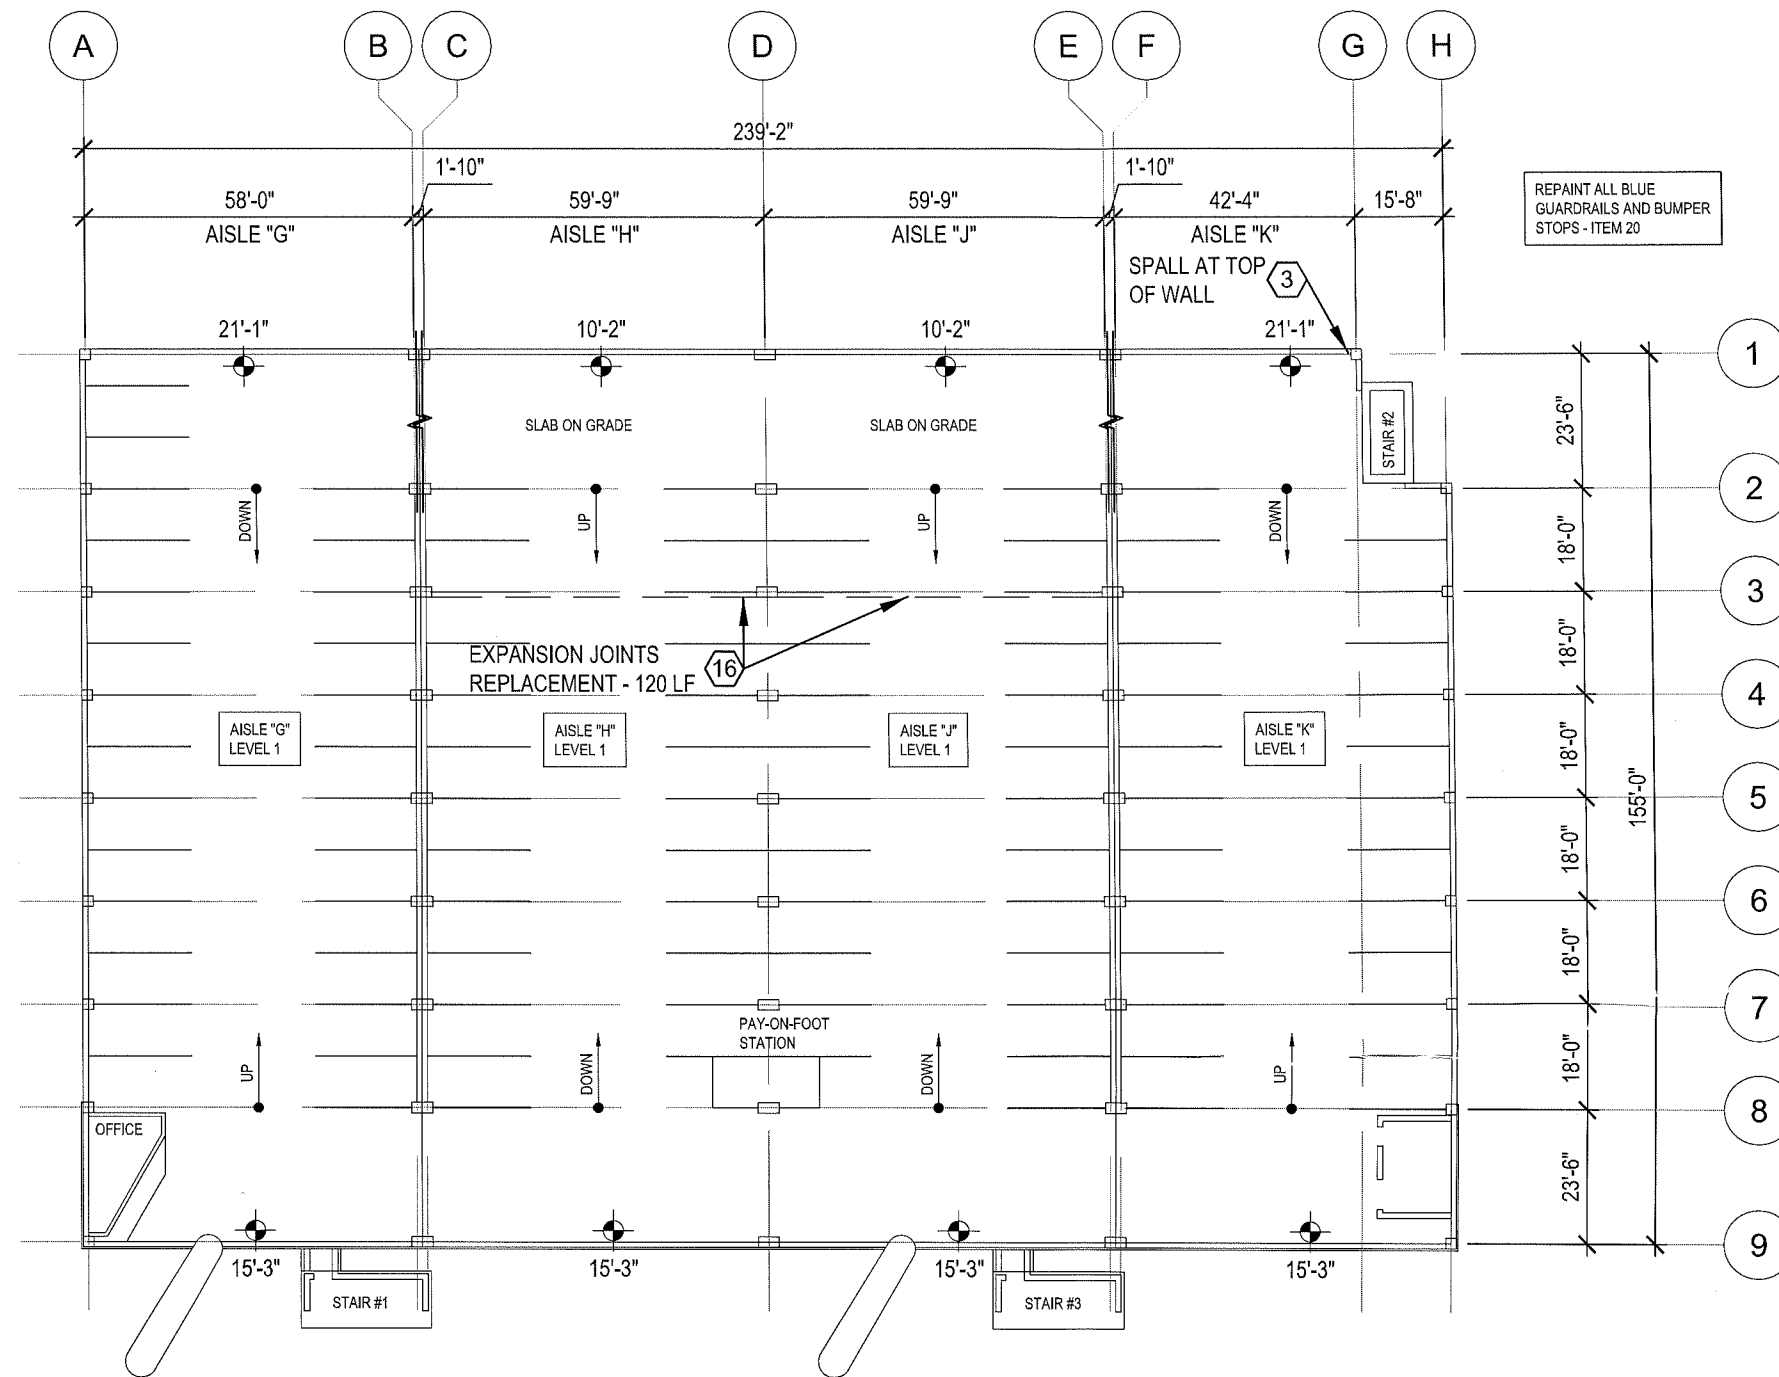 A
B
C
D
E
F
G
H
239'-2"
1'-10"
1'-10"
58'-0"
59'-9"
59'-9"
42'-4"
15'-8"
AISLE "G"
AISLE "H"
AISLE "J"
AISLE "K"
REPAINT ALL BLUE
GUARDRAILS AND BUMPER
STOPS - ITEM 20
SPALL AT TOP
OF WALL
3
21'-1"
10'-2"
10'-2"
21'-1"
1
SLAB ON GRADE
SLAB ON GRADE
STAIR #2
23'-6"
2
DOWN
UP
UP
DOWN
18'-0"
3
EXPANSION JOINTS
REPLACEMENT - 120 LF
16
18'-0"
4
AISLE "G"
LEVEL 1
AISLE "H"
LEVEL 1
AISLE "J"
LEVEL 1
AISLE "K"
LEVEL 1
18'-0"
155'-0"
5
18'-0"
6
18'-0"
7
PAY-ON-FOOT
STATION
UP
DOWN
DOWN
UP
18'-0"
8
OFFICE
23'-6"
9
15'-3"
15'-3"
15'-3"
15'-3"
STAIR #1
STAIR #3